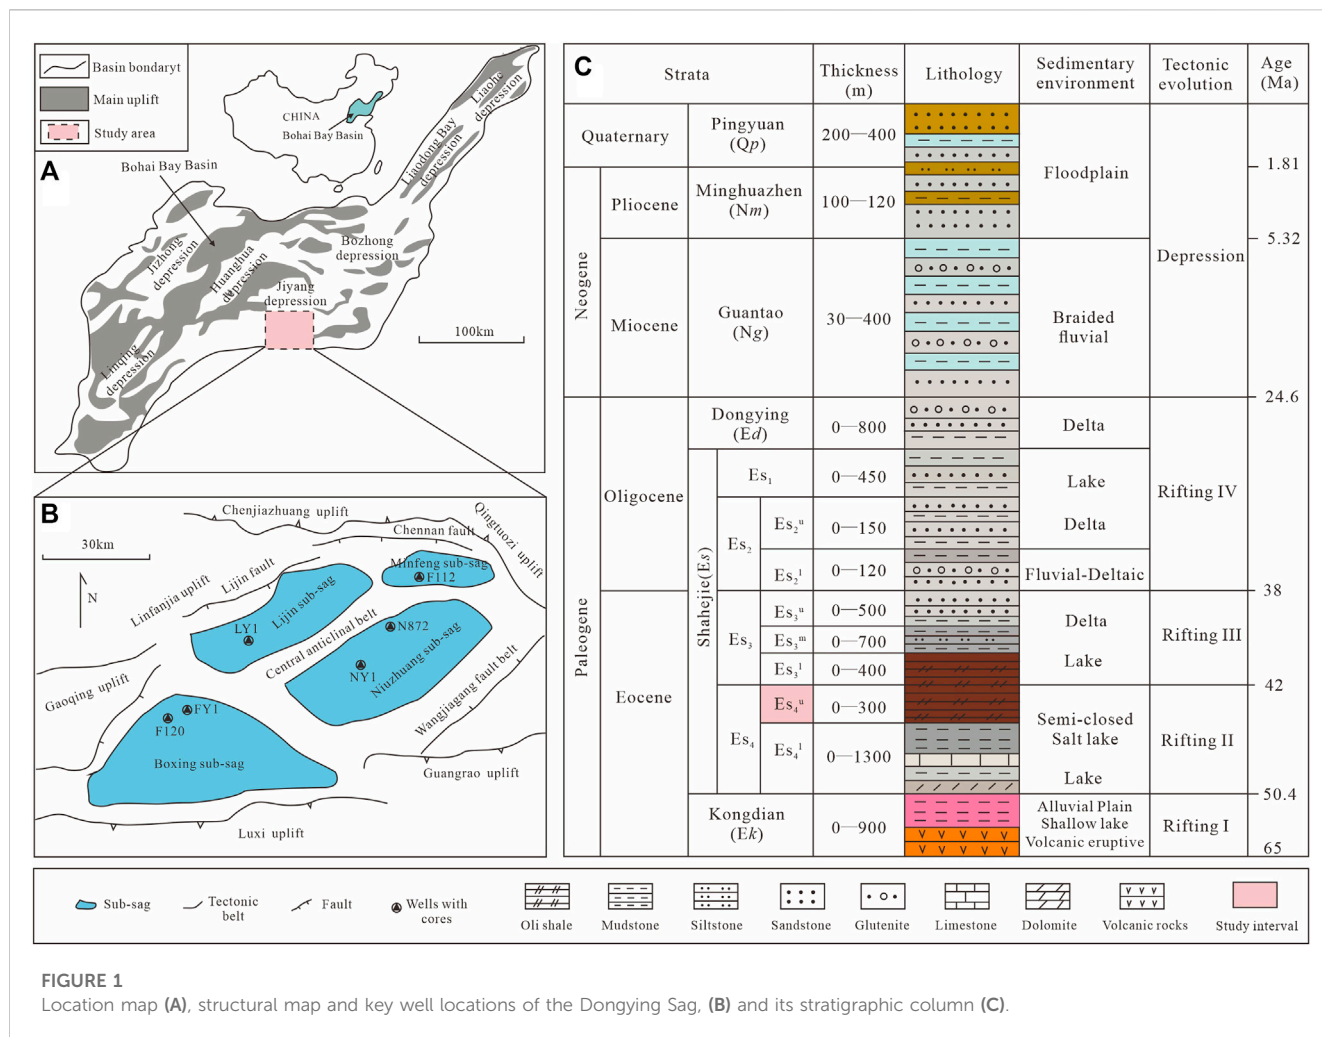 Basin bondaryt
Main uplift
Study area
A
CHINA
Bohai Bay Basin
Bohai Bay Basin
Liaohe
depression
Liaodong Bay
depression
Jizhong
depression
Huanghua
depression
Bozhong
depression
Jiyang
depression
Linqing
depression
100km
B
30km
N
Chenjiazhuang uplift
Chennan fault
Qingtuozi uplift
Minfeng sub-sag
F112
Linfanjia uplift
Lijin fault
Lijin sub-sag
LY1
Central anticlinal belt
N872
NY1
Niuzhuang sub-sag
Wangjiagang fault belt
Gaoqing uplift
FY1
F120
Boxing sub-sag
Guangrao uplift
Luxi uplift
C
Strata
Thickness
(m)
Lithology
Sedimentary
environment
Tectonic
evolution
Age
(Ma)
Quaternary
Pingyuan
(Qp)
200—400
Floodplain
1.81
Neogene
Pliocene
Minghuazhen
(Nm)
100—120
5.32
Depression
Miocene
Guantao
(Ng)
30—400
Braided
fluvial
24.6
Paleogene
Oligocene
Dongying
(Ed)
0—800
Delta
Shahejie(Es)
Es1
0—450
Lake
Rifting IV
Es2
Es2u
0—150
Delta
Es2l
0—120
Fluvial-Deltaic
38
Eocene
Es3
Es3u
0—500
Delta
Es3m
0—700
Rifting III
Es3l
0—400
Lake
42
Es4
Es4u
0—300
Semi-closed
Salt lake
Rifting II
Es4l
0—1300
Lake
50.4
Kongdian
(Ek)
0—900
Alluvial Plain
Shallow lake
Volcanic eruptive
Rifting I
65
Sub-sag
Tectonic
belt
Fault
Wells with
cores
Oli shale
Mudstone
Siltstone
Sandstone
Glutenite
Limestone
Dolomite
Volcanic rocks
Study interval
FIGURE 1
Location map (A), structural map and key well locations of the Dongying Sag, (B) and its stratigraphic column (C).